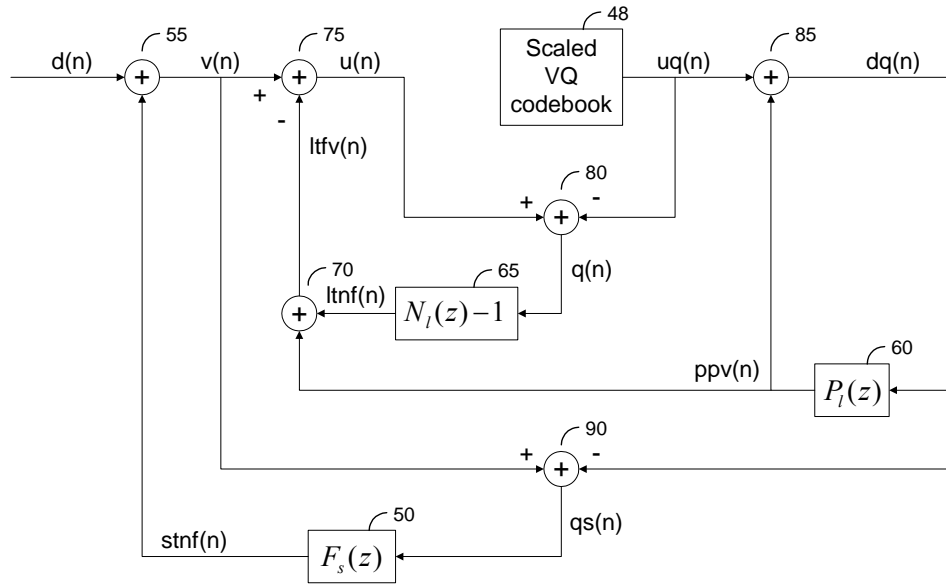 55
75
48
85
d(n)
+
v(n)
+
u(n)
Scaled
VQ
codebook
uq(n)
+
dq(n)
+
-
ltfv(n)
80
+
-
+
q(n)
70
ltnf(n)
65
+
N_l(z)−1
60
ppv(n)
P_l(z)
90
+
-
+
50
qs(n)
stnf(n)
F_s(z)